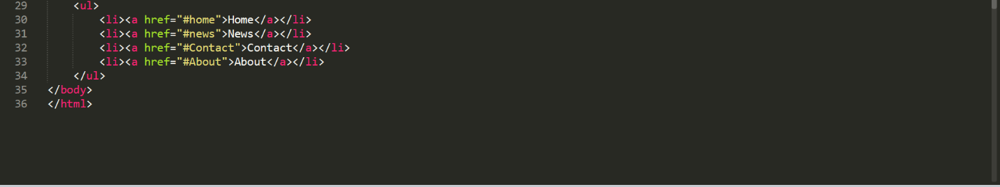 29 <ul>
30 <li><a href="#home">Home</a></li>
31 <li><a href="#news">News</a></li>
32 <li><a href="#Contact">Contact</a></li>
33 <li><a href="#About">About</a></li>
34 </ul>
35 </body>
36 </html>